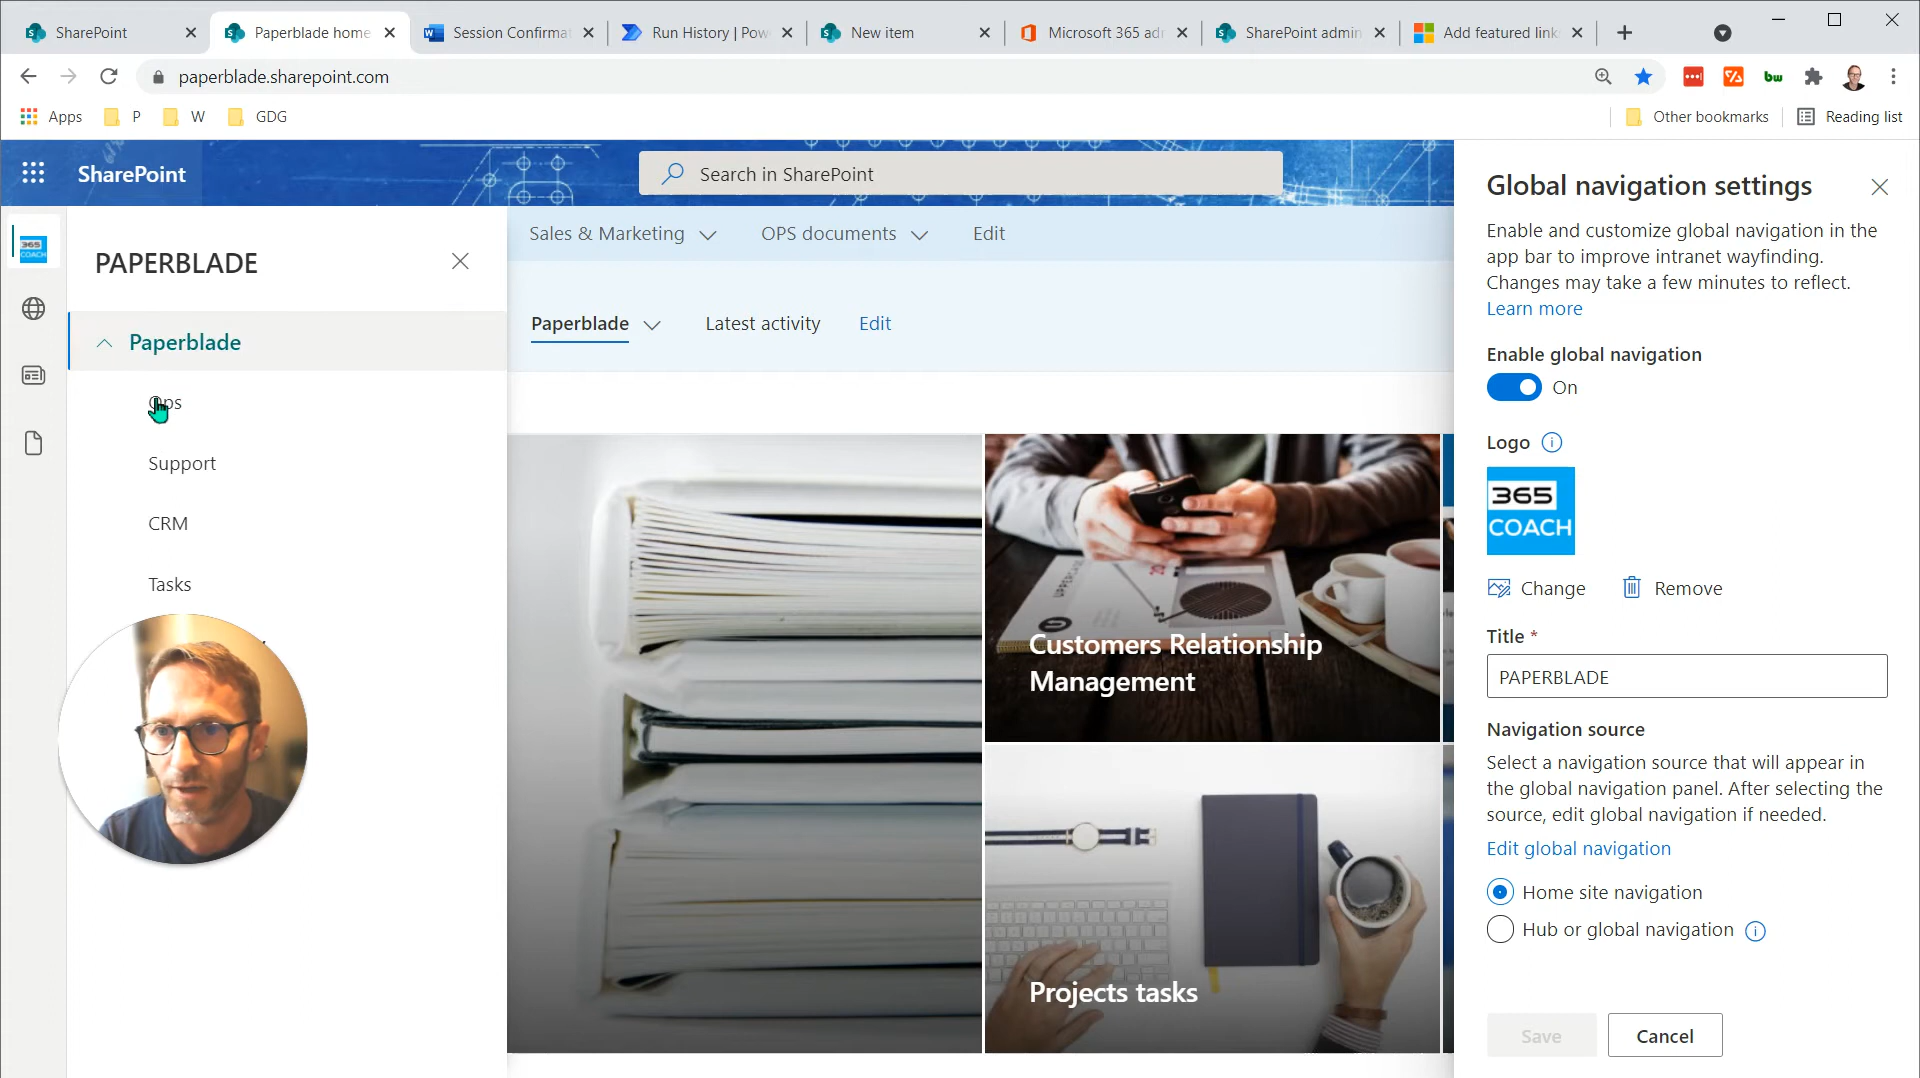 SharePoint
Paperblade home
Session Confirmat
Run History | Pow
New item
Microsoft 365 adm
SharePoint admin
Add featured link
paperblade.sharepoint.com
Apps
P
W
GDG
Other bookmarks
Reading list
SharePoint
Search in SharePoint
365
COACH
PAPERBLADE
Paperblade
Ops
Support
CRM
Tasks
Sales & Marketing
OPS documents
Edit
Paperblade
Latest activity
Edit
Customers Relationship
Management
Projects tasks
Global navigation settings
Enable and customize global navigation in the
app bar to improve intranet wayfinding.
Changes may take a few minutes to reflect.
Learn more
Enable global navigation
On
Logo
365
COACH
Change
Remove
Title *
PAPERBLADE
Navigation source
Select a navigation source that will appear in
the global navigation panel. After selecting the
source, edit global navigation if needed.
Edit global navigation
Home site navigation
Hub or global navigation
Save
Cancel